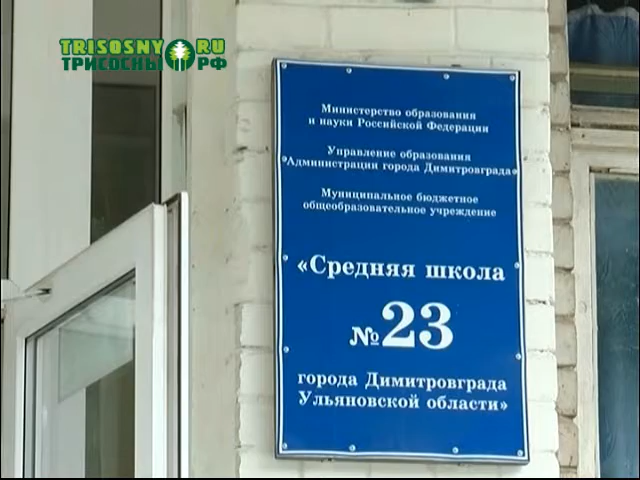 TRISOSNY.RU
ТРИСОСНЫ.РФ
Министерство образования
и науки Российской Федерации
Управление образования
Администрации города Димитровграда
Муниципальное бюджетное
общеобразовательное учреждение
«Средняя школа
№23
города Димитровграда
Ульяновской области»